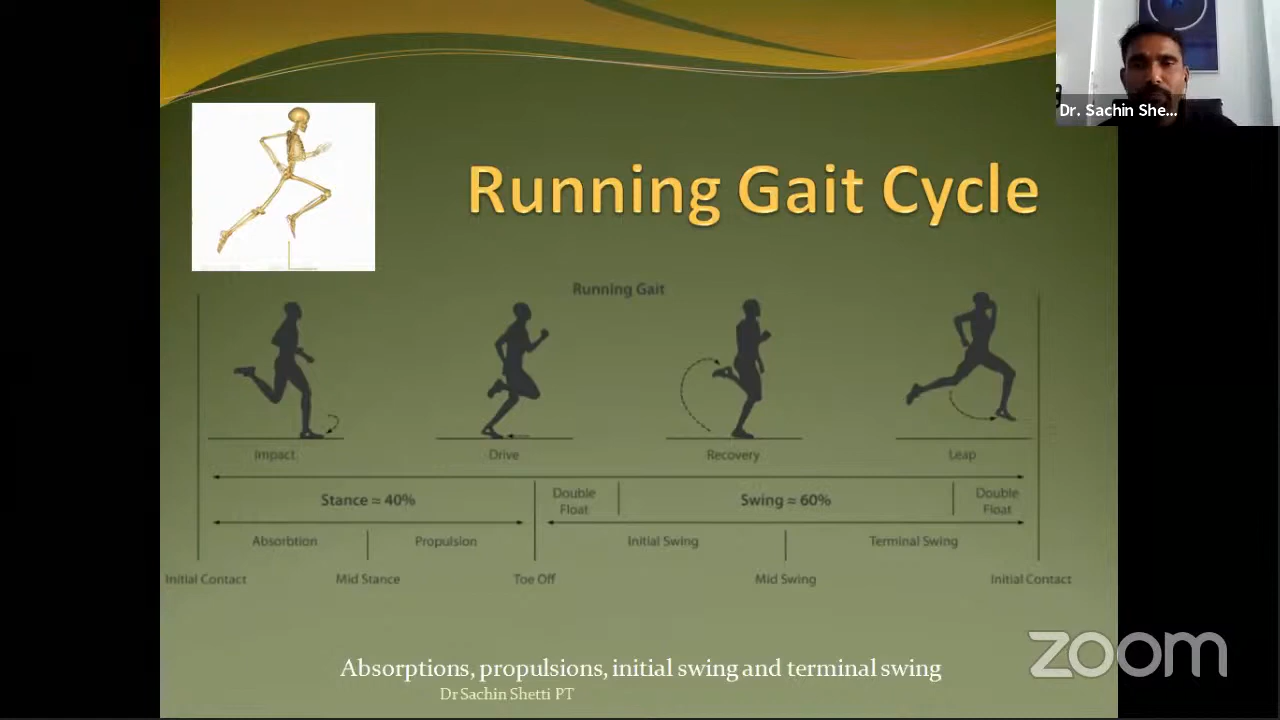 Dr. Sachin She...
Running Gait Cycle
Running Gait
Impact Drive Recovery Leap
Stance = 40% Double Float Swing = 60% Double Float
Absorbtion Propulsion Initial Swing Terminal Swing
Initial Contact Mid Stance Toe Off Mid Swing Initial Contact
zoom
Absorptions, propulsions, initial swing and terminal swing
Dr Sachin Shetti PT